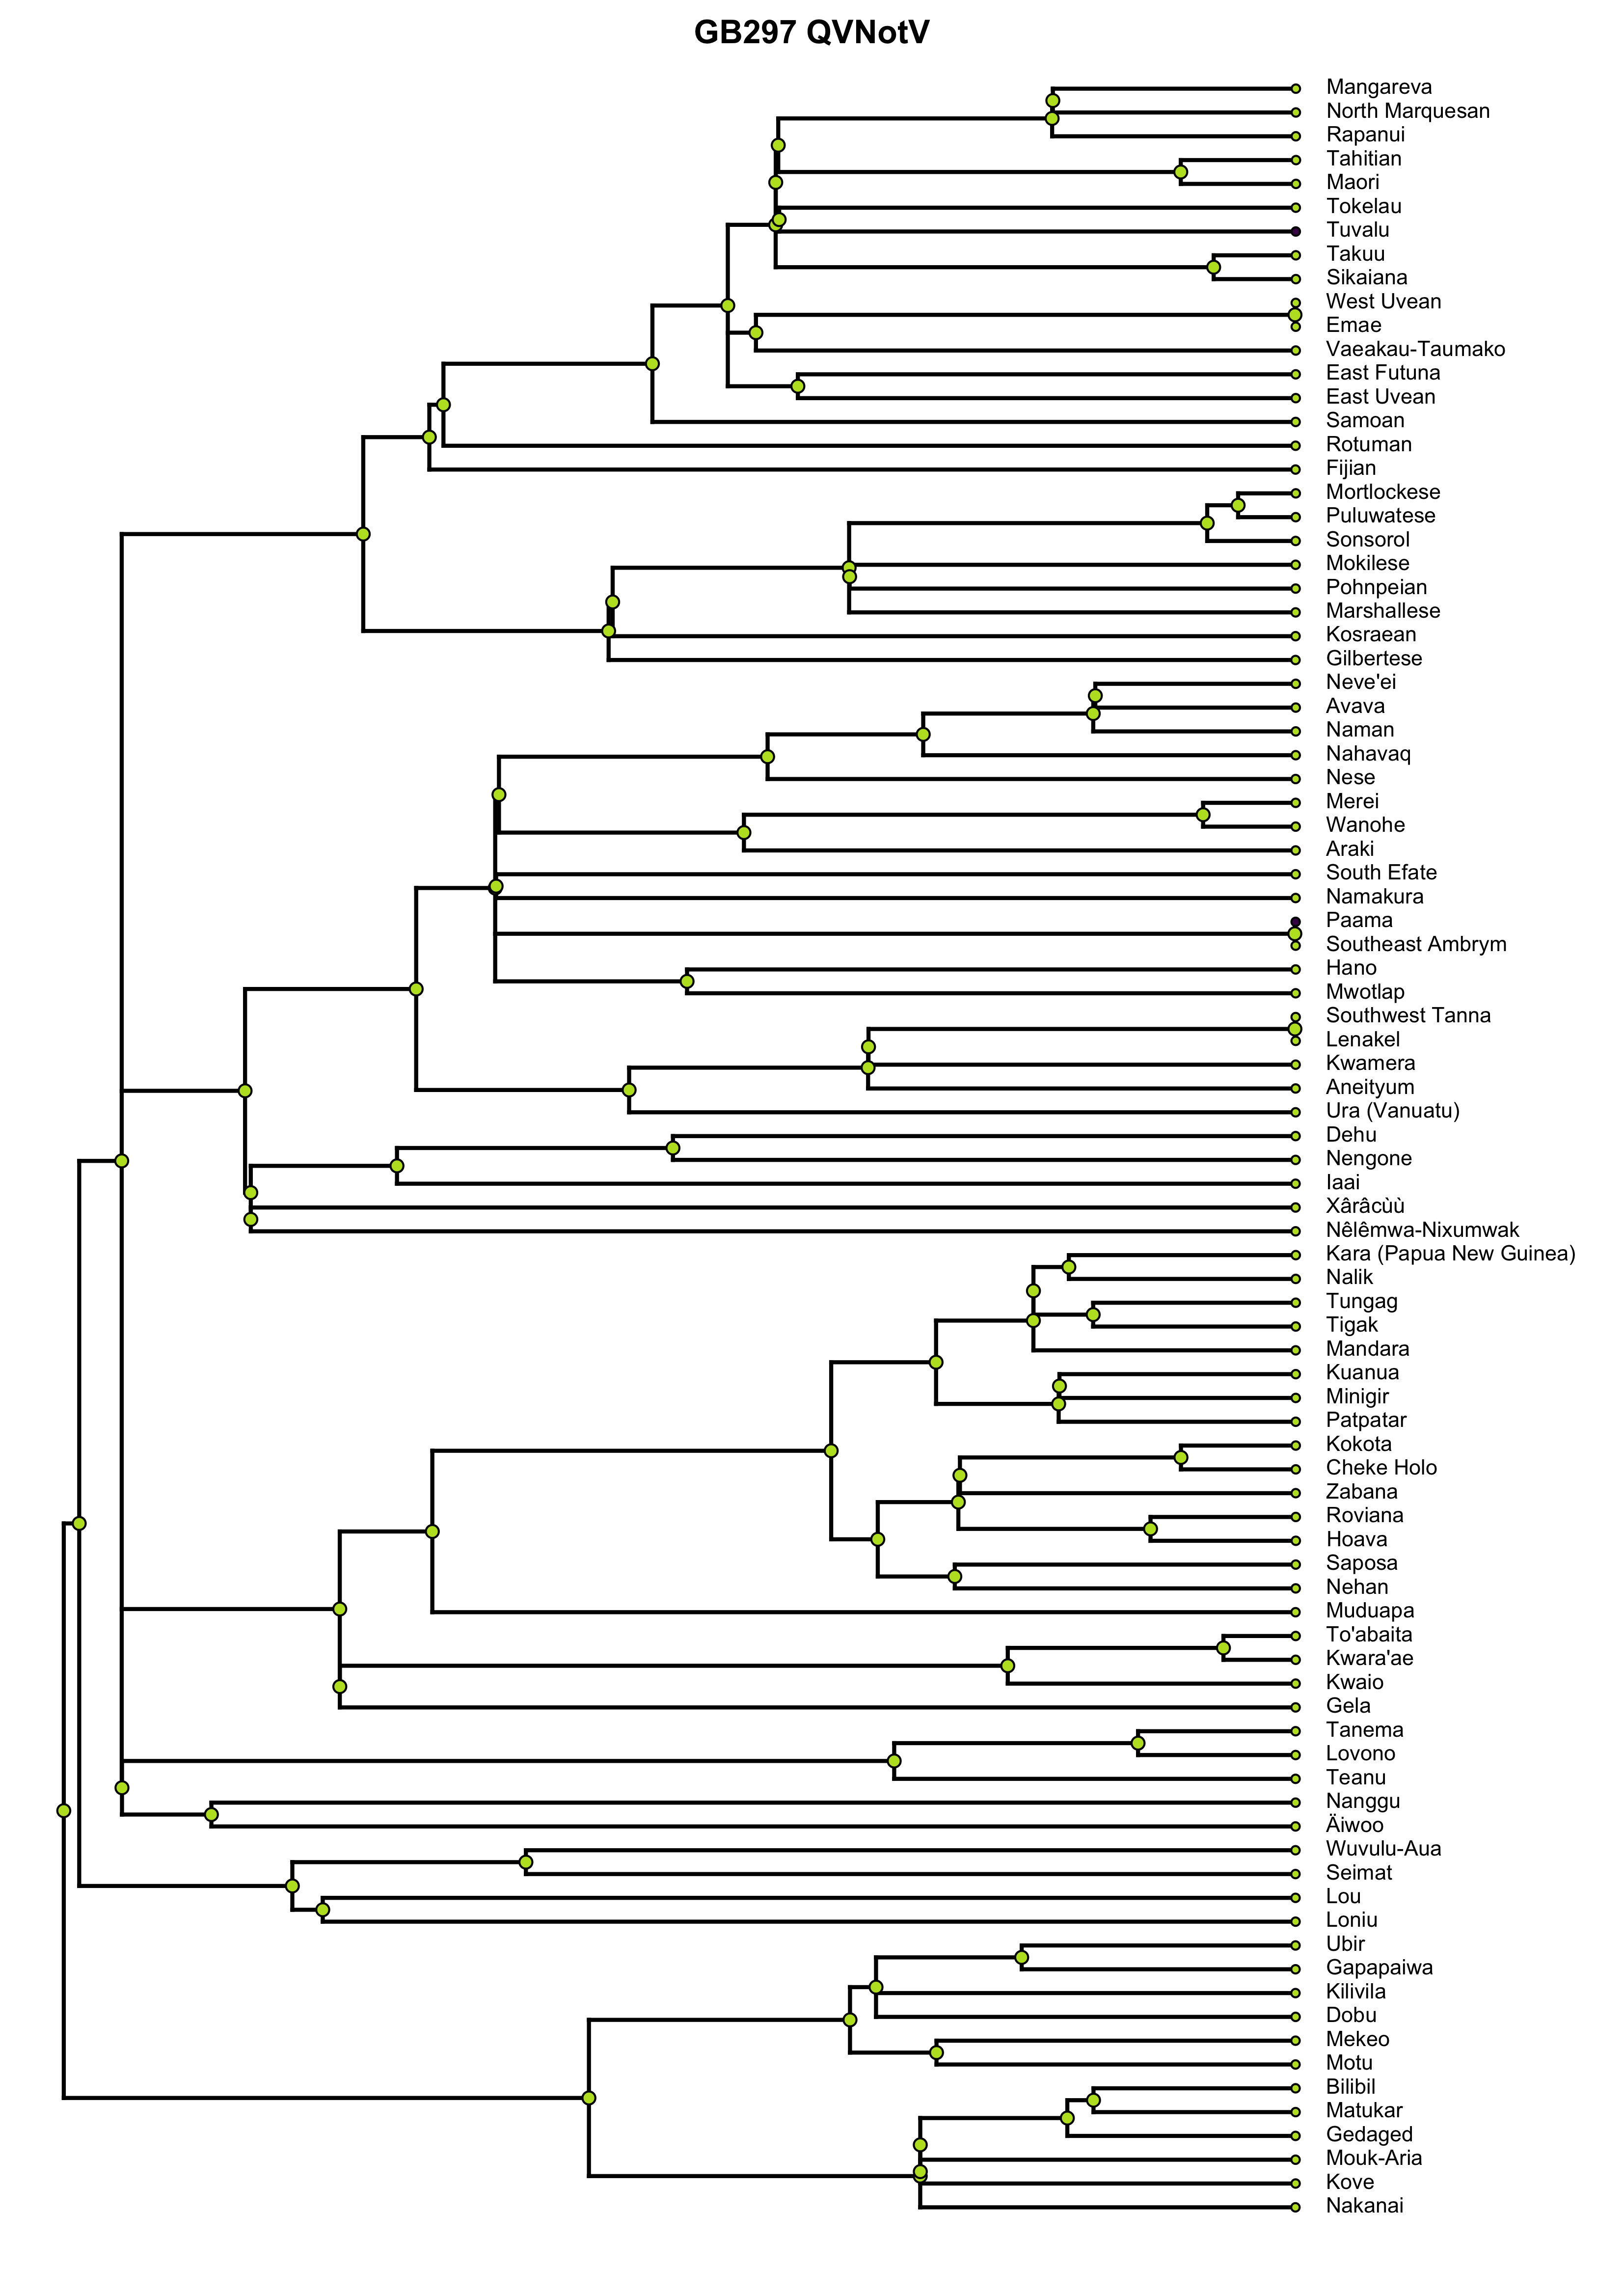 GB297 QVNotV
Mangareva
North Marquesan
Rapanui
Tahitian
Maori
Tokelau
Tuvalu
Takuu
Sikaiana
West Uvean
Emae
Vaeakau-Taumako
East Futuna
East Uvean
Samoan
Rotuman
Fijian
Mortlockese
Puluwatese
Sonsorol
Mokilese
Pohnpeian
Marshallese
Kosraean
Gilbertese
Neve'ei
Avava
Naman
Nahavaq
Nese
Merei
Wanohe
Araki
South Efate
Namakura
Paama
Southeast Ambrym
Hano
Mwotlap
Southwest Tanna
Lenakel
Kwamera
Aneityum
Ura (Vanuatu)
Dehu
Nengone
Iaai
Xârâcùù
Nêlêmwa-Nixumwak
Kara (Papua New Guinea)
Nalik
Tungag
Tigak
Mandara
Kuanua
Minigir
Patpatar
Kokota
Cheke Holo
Zabana
Roviana
Hoava
Saposa
Nehan
Muduapa
To'abaita
Kwara'ae
Kwaio
Gela
Tanema
Lovono
Teanu
Nanggu
Äiwoo
Wuvulu-Aua
Seimat
Lou
Loniu
Ubir
Gapapaiwa
Kilivila
Dobu
Mekeo
Motu
Bilibil
Matukar
Gedaged
Mouk-Aria
Kove
Nakanai